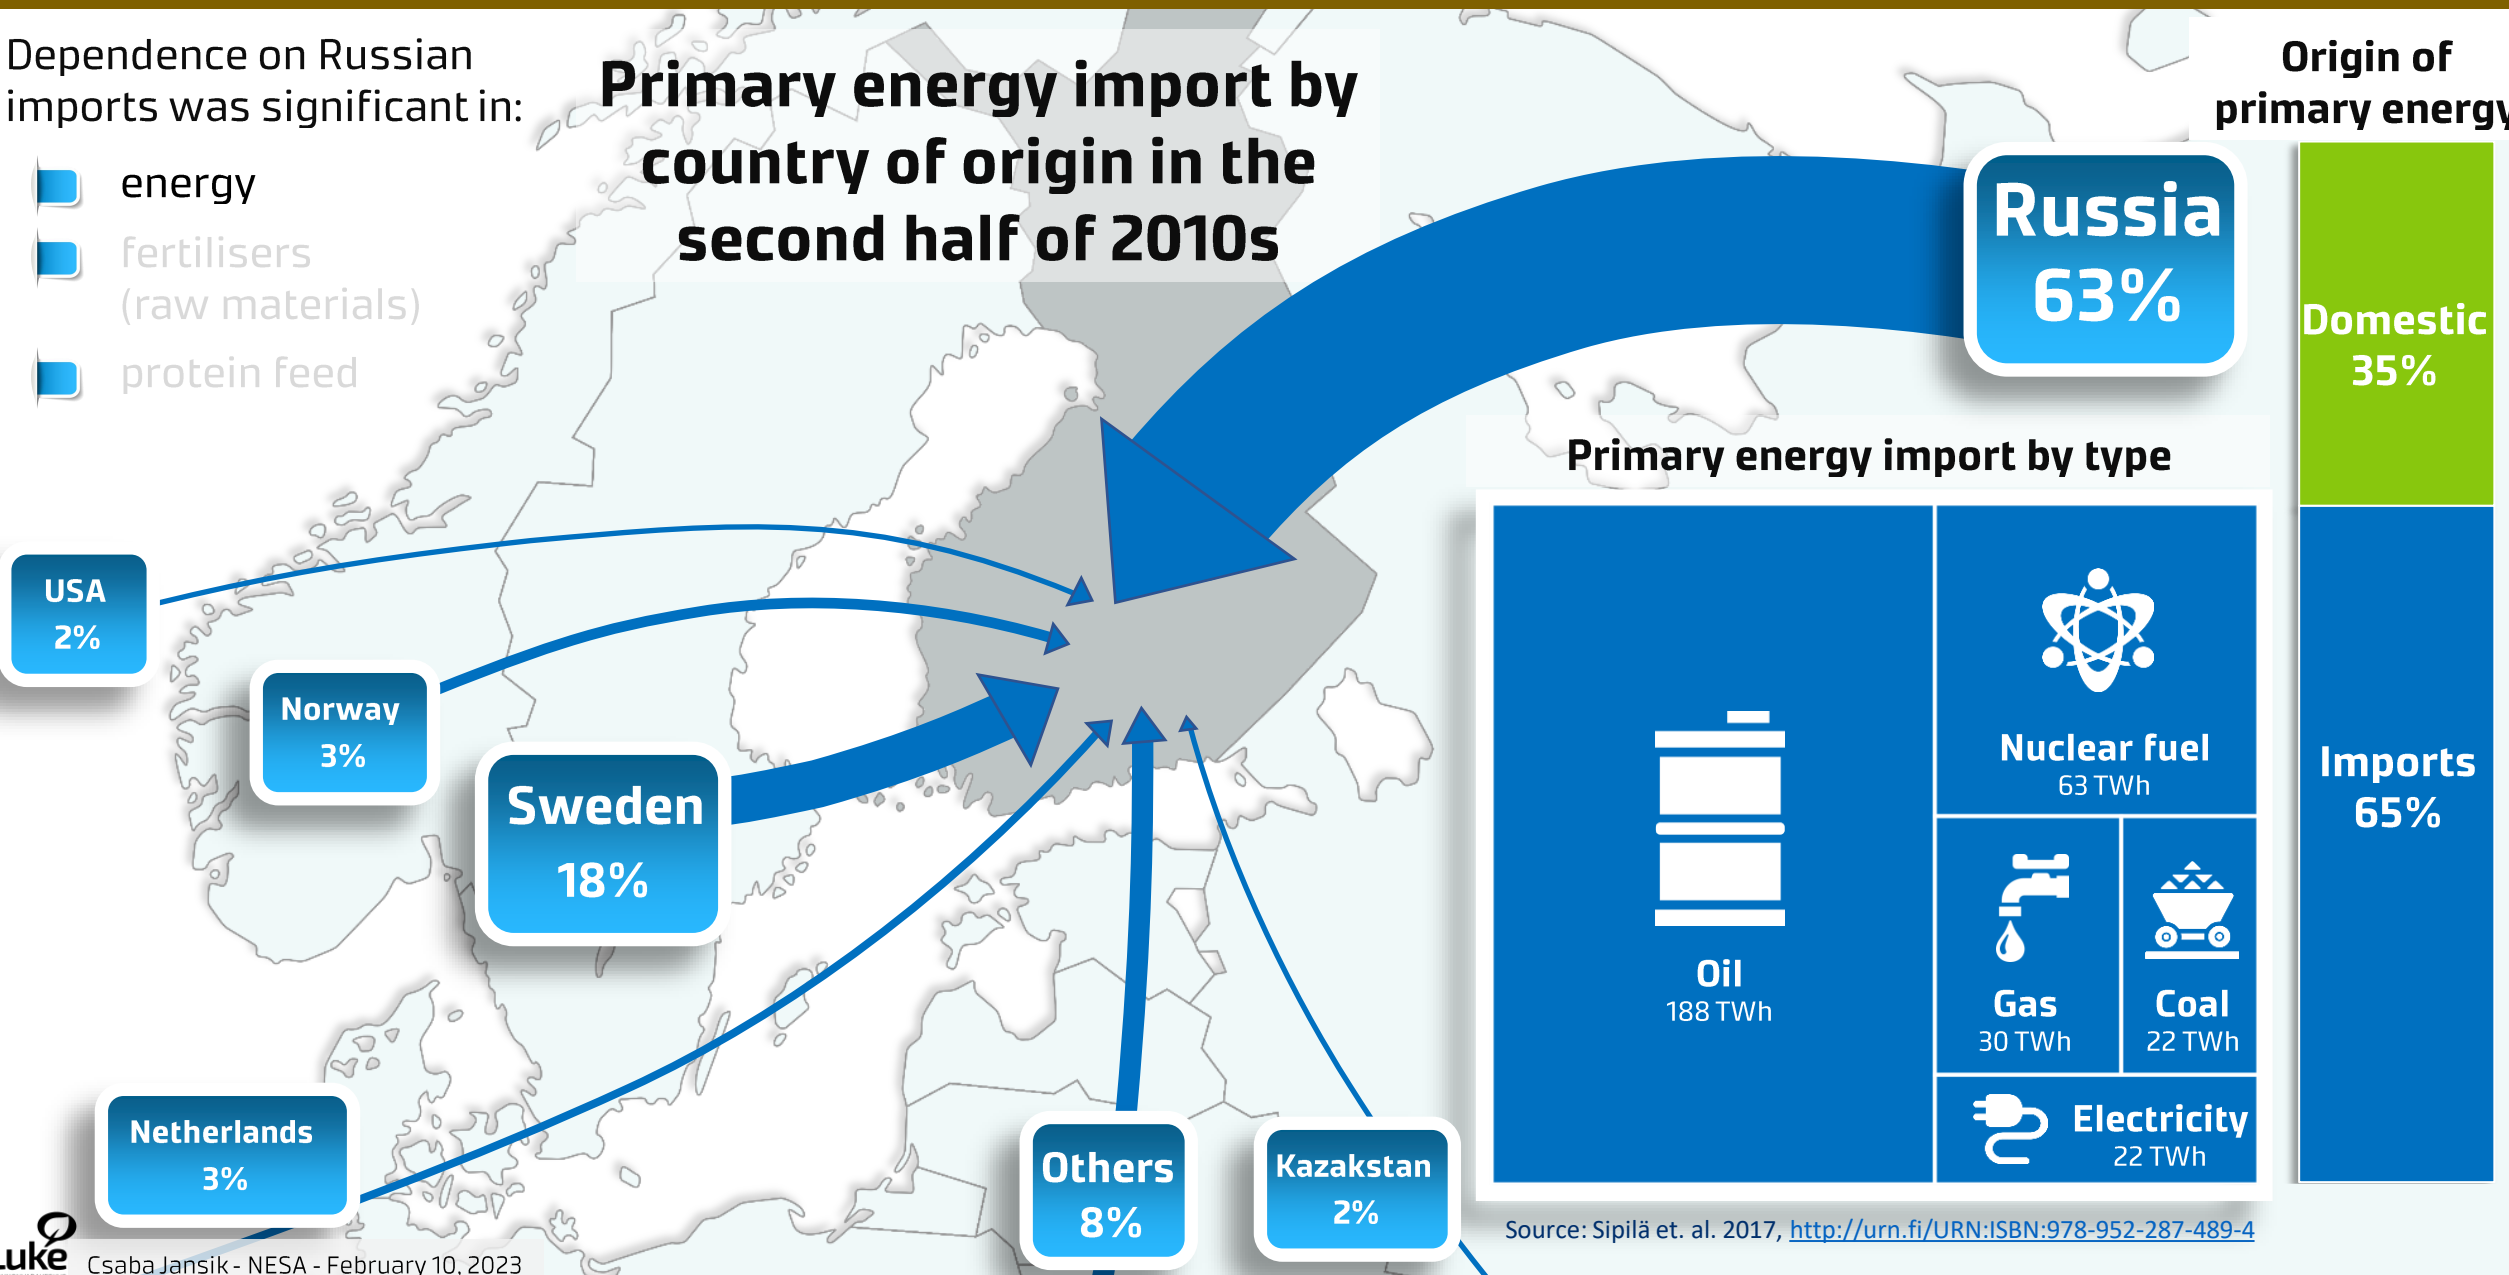 Dependence on Russian
imports was significant in:
energy
fertilisers
(raw materials)
protein feed
Primary energy import by
country of origin in the
second half of 2010s
Origin of
primary energy
Russia
63%
Domestic
35%
Imports
65%
Primary energy import by type
Oil
188 TWh
Nuclear fuel
63 TWh
Gas
30 TWh
Coal
22 TWh
Electricity
22 TWh
USA
2%
Norway
3%
Sweden
18%
Netherlands
3%
Others
8%
Kazakstan
2%
Source: Sipilä et. al. 2017, http://urn.fi/URN:ISBN:978-952-287-489-4
Luke
Csaba Jansik - NESA - February 10, 2023